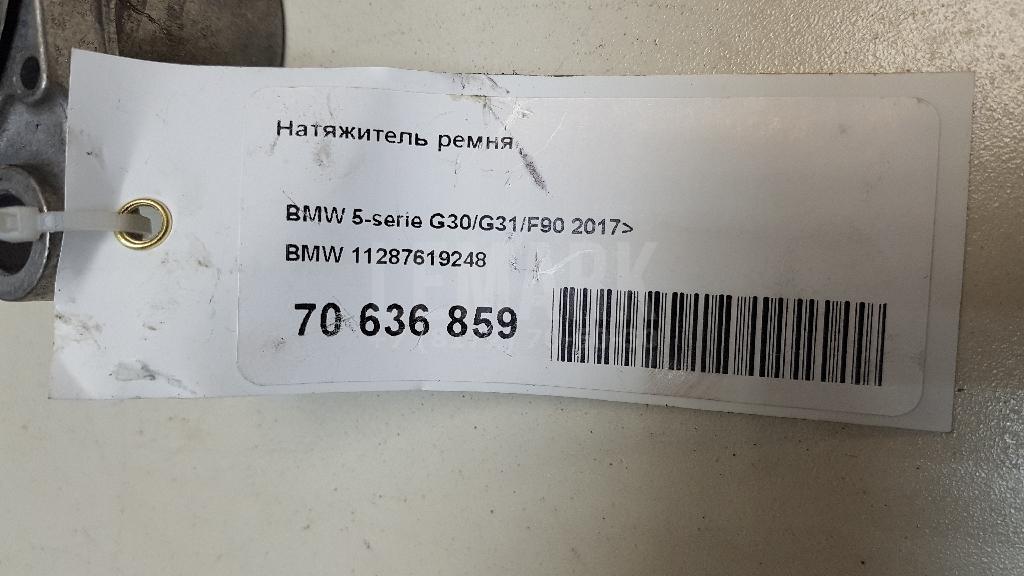 Натяжитель ремня
BMW 5-serie G30/G31/F90 2017>
BMW 11287619248
70 636 859